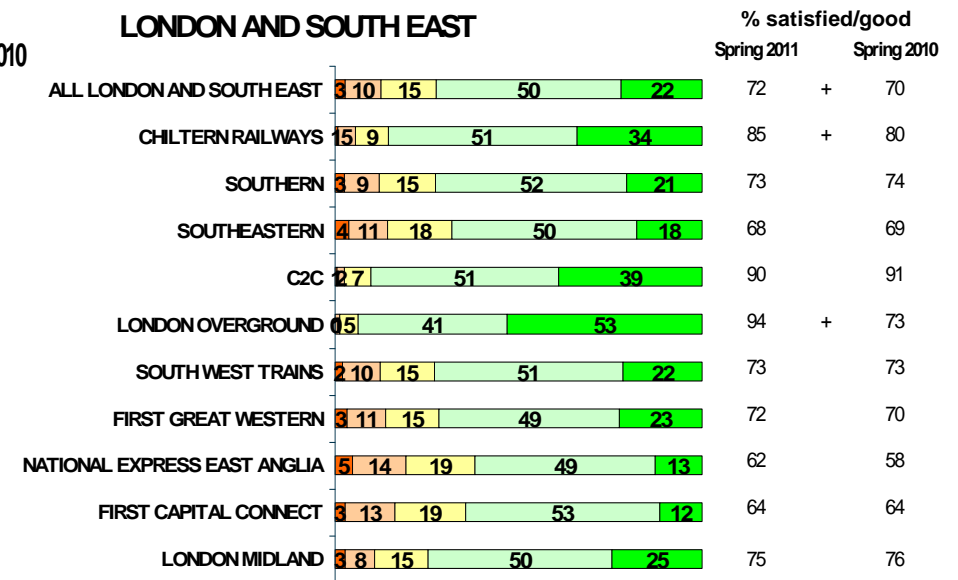 LONDON AND SOUTH EAST
% satisfied/good
010
Spring 2011 Spring 2010
ALL LONDON AND SOUTH EAST 3 10 15 50 22 72 + 70
CHILTERN RAILWAYS 1 5 9 51 34 85 + 80
SOUTHERN 3 9 15 52 21 73 74
SOUTHEASTERN 4 11 18 50 18 68 69
C2C 1 2 7 51 39 90 91
LONDON OVERGROUND 0 1 5 41 53 94 + 73
SOUTH WEST TRAINS 2 10 15 51 22 73 73
FIRST GREAT WESTERN 3 11 15 49 23 72 70
NATIONAL EXPRESS EAST ANGLIA 5 14 19 49 13 62 58
FIRST CAPITAL CONNECT 3 13 19 53 12 64 64
LONDON MIDLAND 3 8 15 50 25 75 76